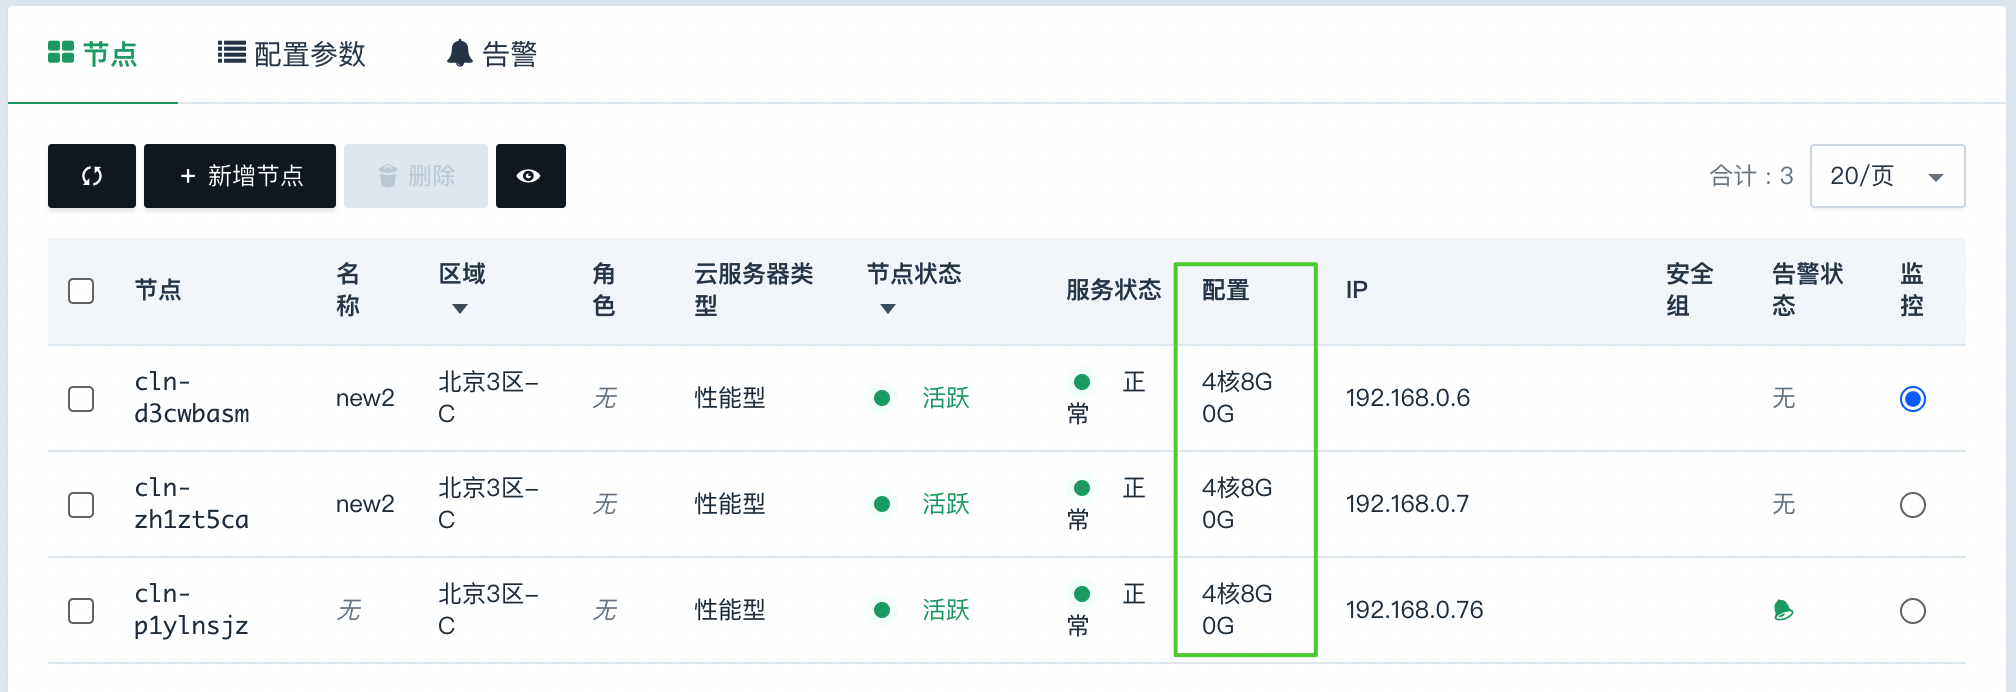 节点 配置参数 告警
+ 新增节点 删除 合计：3 20/页
节点 名称 区域 角色 云服务器类型 节点状态 服务状态 配置 IP 安全组 告警状态 监控
cln-d3cwbasm new2 北京3区-C 无 性能型 活跃 正常 4核8G 0G 192.168.0.6 无
cln-zh1zt5ca new2 北京3区-C 无 性能型 活跃 正常 4核8G 0G 192.168.0.7 无
cln-p1ylnsjz 无 北京3区-C 无 性能型 活跃 正常 4核8G 0G 192.168.0.76